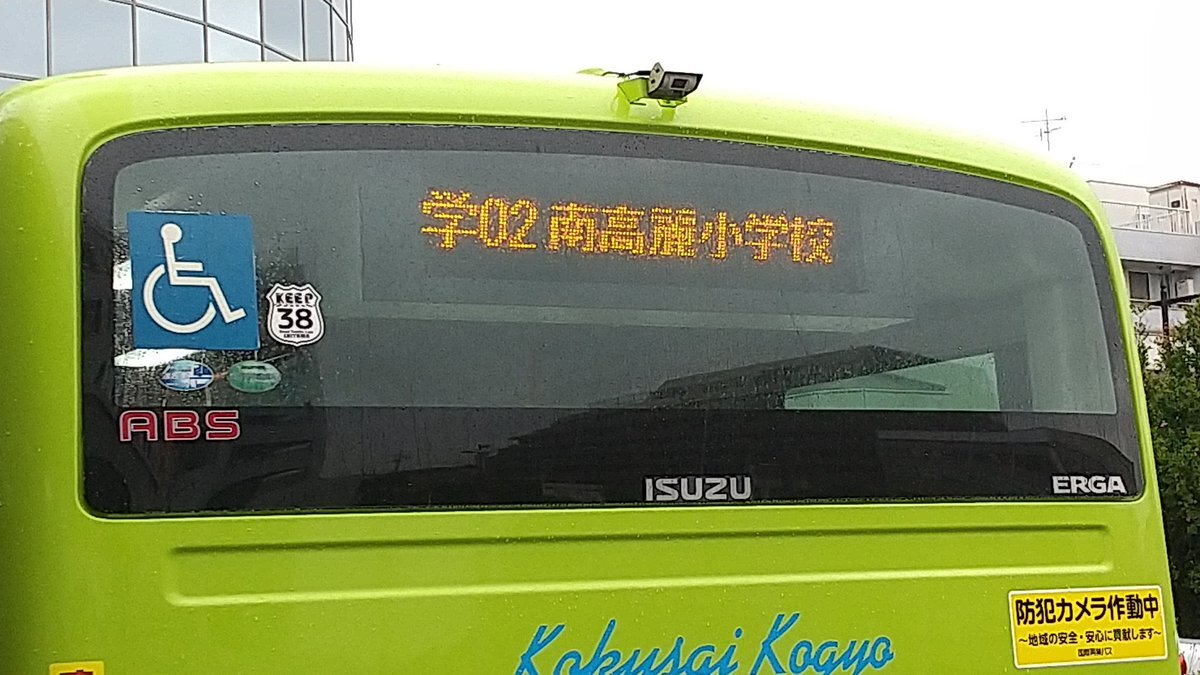 学02 南高麗小学校
KEEP
38
ABS
ISUZU
ERGA
防犯カメラ作動中
～地域の安全・安心に貢献します～
国際興業バス
Kokusai Kogyo